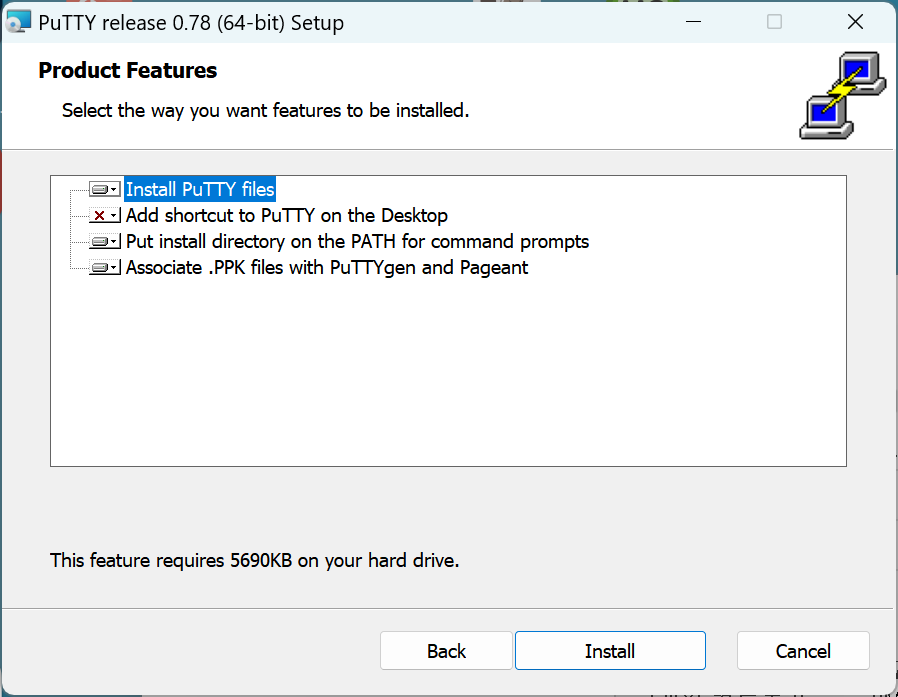 PuTTY release 0.78 (64-bit) Setup
Product Features
Select the way you want features to be installed.
Install PuTTY files
Add shortcut to PuTTY on the Desktop
Put install directory on the PATH for command prompts
Associate .PPK files with PuTTYgen and Pageant
This feature requires 5690KB on your hard drive.
Back
Install
Cancel